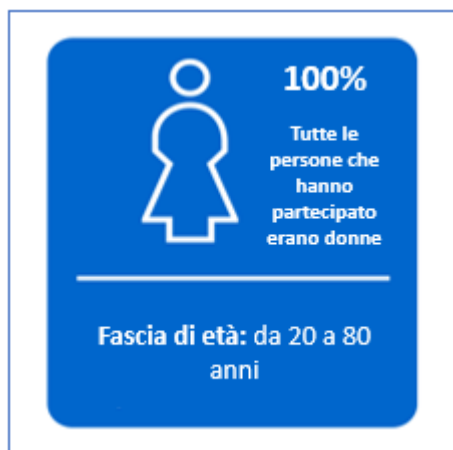 100%
Tutte le
persone che
hanno
partecipato
erano donne
Fascia di età: da 20 a 80
anni